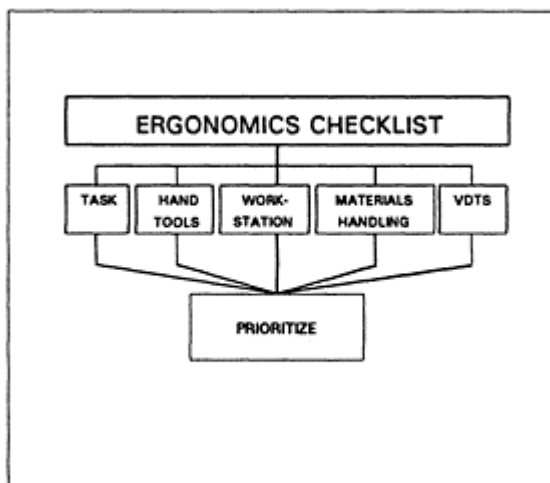 ERGONOMICS CHECKLIST
TASK
HAND
TOOLS
WORK-
STATION
MATERIALS
HANDLING
VDTS
PRIORITIZE